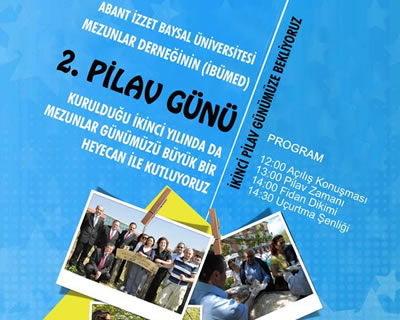 ABANT İZZET BAYSAL ÜNİVERSİTESİ
MEZUNLAR DERNEĞİNİN (İBÜMED)
2. PİLAV GÜNÜ
KURULDUĞU İKİNCİ YILINDA DA
MEZUNLAR GÜNÜMÜZÜ BÜYÜK BİR
HEYECAN İLE KUTLUYORUZ
İKİNCİ PİLAV GÜNÜMÜZE BEKLİYORUZ
PROGRAM
12:00 Açılış Konuşması
13:00 Pilav Zamanı
14:00 Fidan Dikimi
14:30 Uçurtma Şenliği